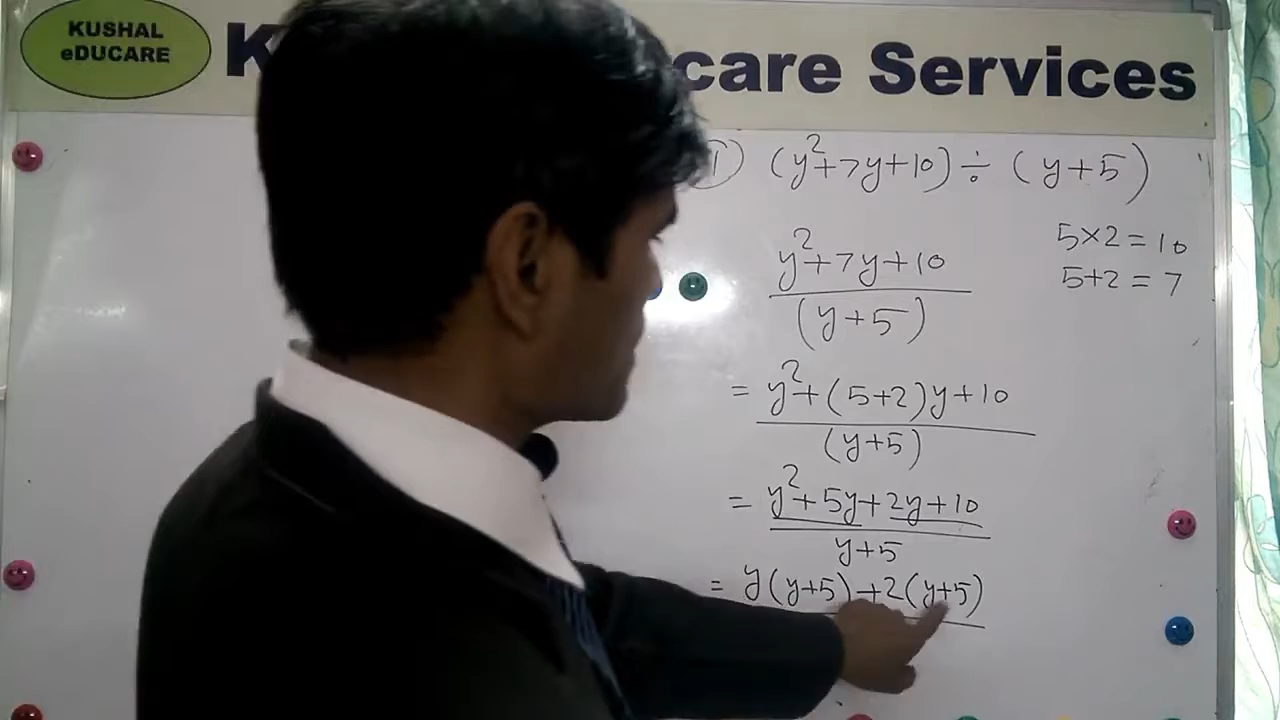 KUSHAL
eDUCARE
K care Services
1) (y²+7y+10) ÷ (y+5)
y²+7y+10
(y+5)
5×2=10
5+2=7
= y²+(5+2)y+10
(y+5)
= y²+5y+2y+10
y+5
= y(y+5)+2(y+5)